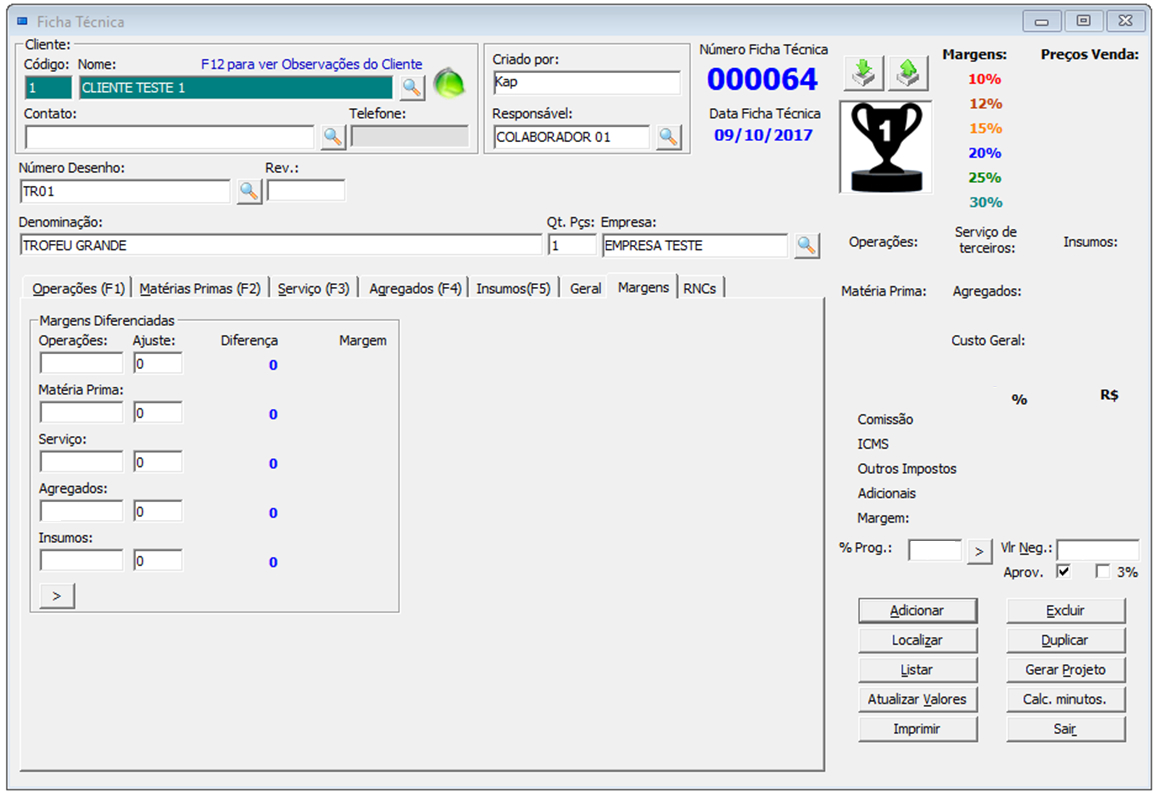 Ficha Técnica
Cliente:
Código: Nome: F12 para ver Observações do Cliente
1 CLIENTE TESTE 1
Contato: Telefone:
Criado por:
Kap
Responsável:
COLABORADOR 01
Número Ficha Técnica
000064
Data Ficha Técnica
09/10/2017
1
Margens: Preços Venda:
10%
12%
15%
20%
25%
30%
Número Desenho: Rev.:
TR01
Denominação: Qt. Pçs: Empresa:
TROFEU GRANDE 1 EMPRESA TESTE
Operações: Serviço de terceiros: Insumos:
Matéria Prima: Agregados:
Custo Geral:
Operações (F1) Matérias Primas (F2) Serviço (F3) Agregados (F4) Insumos(F5) Geral Margens RNCs
Margens Diferenciadas
Operações: Ajuste: Diferença Margem
0 0
Matéria Prima:
0 0
Serviço:
0 0
Agregados:
0 0
Insumos:
0 0
>
% R$
Comissão
ICMS
Outros Impostos
Adicionais
Margem:
% Prog.: > Vlr Neg.:
Aprov. 3%
Adicionar Excluir
Localizar Duplicar
Listar Gerar Projeto
Atualizar Valores Calc. minutos.
Imprimir Sair